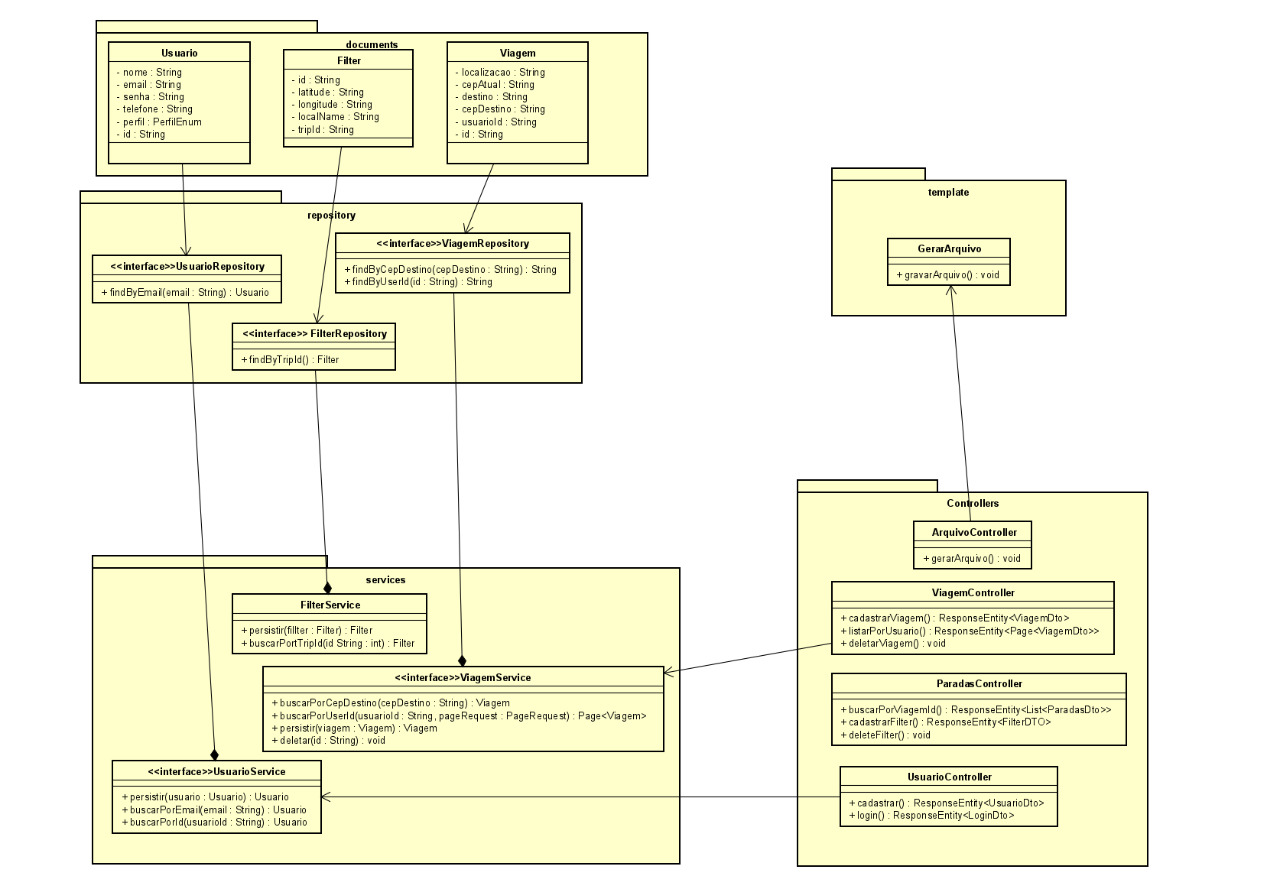 documents
Usuario
- nome : String
- email : String
- senha : String
- telefone : String
- perfil : PerfilEnum
- id : String
Filter
- id : String
- latitude : String
- longitude : String
- localName : String
- tripId : String
Viagem
- localizacao : String
- cepAtual : String
- destino : String
- cepDestino : String
- usuarioId : String
- id : String
repository
<<interface>>UsuarioRepository
+ findByEmail(email : String) : Usuario
<<interface>>ViagemRepository
+ findByCepDestino(cepDestino : String) : String
+ findByUserId(id : String) : String
<<interface>> FilterRepository
+ findByTripId() : Filter
template
GerarArquivo
+ gravarArquivo() : void
services
FilterService
+ persistir(fillter : Filter) : Filter
+ buscarPortTripId(id String : int) : Filter
<<interface>>ViagemService
+ buscarPorCepDestino(cepDestino : String) : Viagem
+ buscarPorUserId(usuarioId : String, pageRequest : PageRequest) : Page<Viagem>
+ persistir(viagem : Viagem) : Viagem
+ deletar(id : String) : void
<<interface>>UsuarioService
+ persistir(usuario : Usuario) : Usuario
+ buscarPorEmail(email : String) : Usuario
+ buscarPorId(usuarioId : String) : Usuario
Controllers
ArquivoController
+ gerarArquivo() : void
ViagemController
+ cadastrarViagem() : ResponseEntity<ViagemDto>
+ listarPorUsuario() : ResponseEntity<Page<ViagemDto>>
+ deletarViagem() : void
ParadasController
+ buscarPorViagemId() : ResponseEntity<List<ParadasDto>>
+ cadastrarFilter() : ResponseEntity<FilterDTO>
+ deleteFilter() : void
UsuarioController
+ cadastrar() : ResponseEntity<UsuarioDto>
+ login() : ResponseEntity<LoginDto>